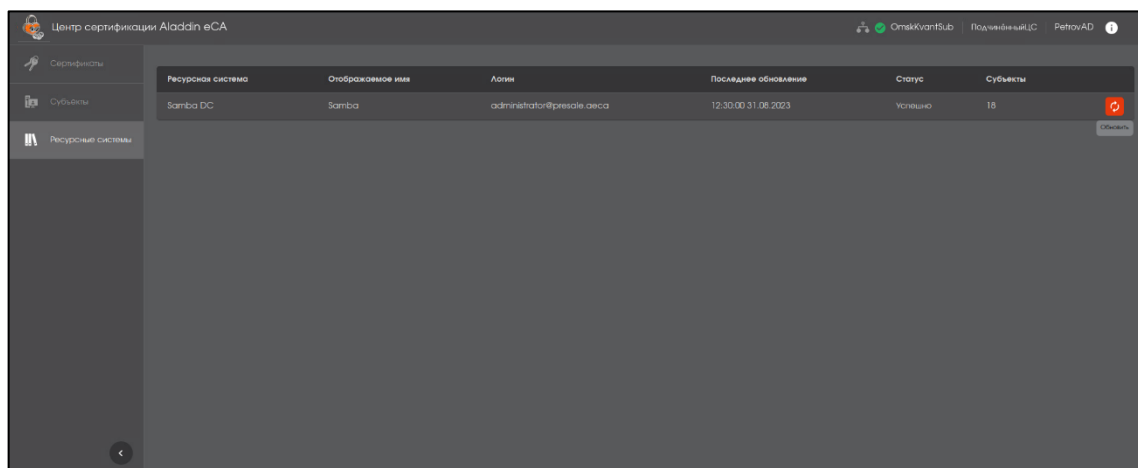 Центр сертификации Aladdin eCA
OmskKvantSub ПодчинённыйЦС PetrovAD
Сертификаты
Субъекты
Ресурсные системы
Ресурсная система Отображаемое имя Логин Последнее обновление Статус Субъекты
Samba DC Samba administrator@presale.aeca 12:30:00 31.08.2023 Успешно 18
Обновить